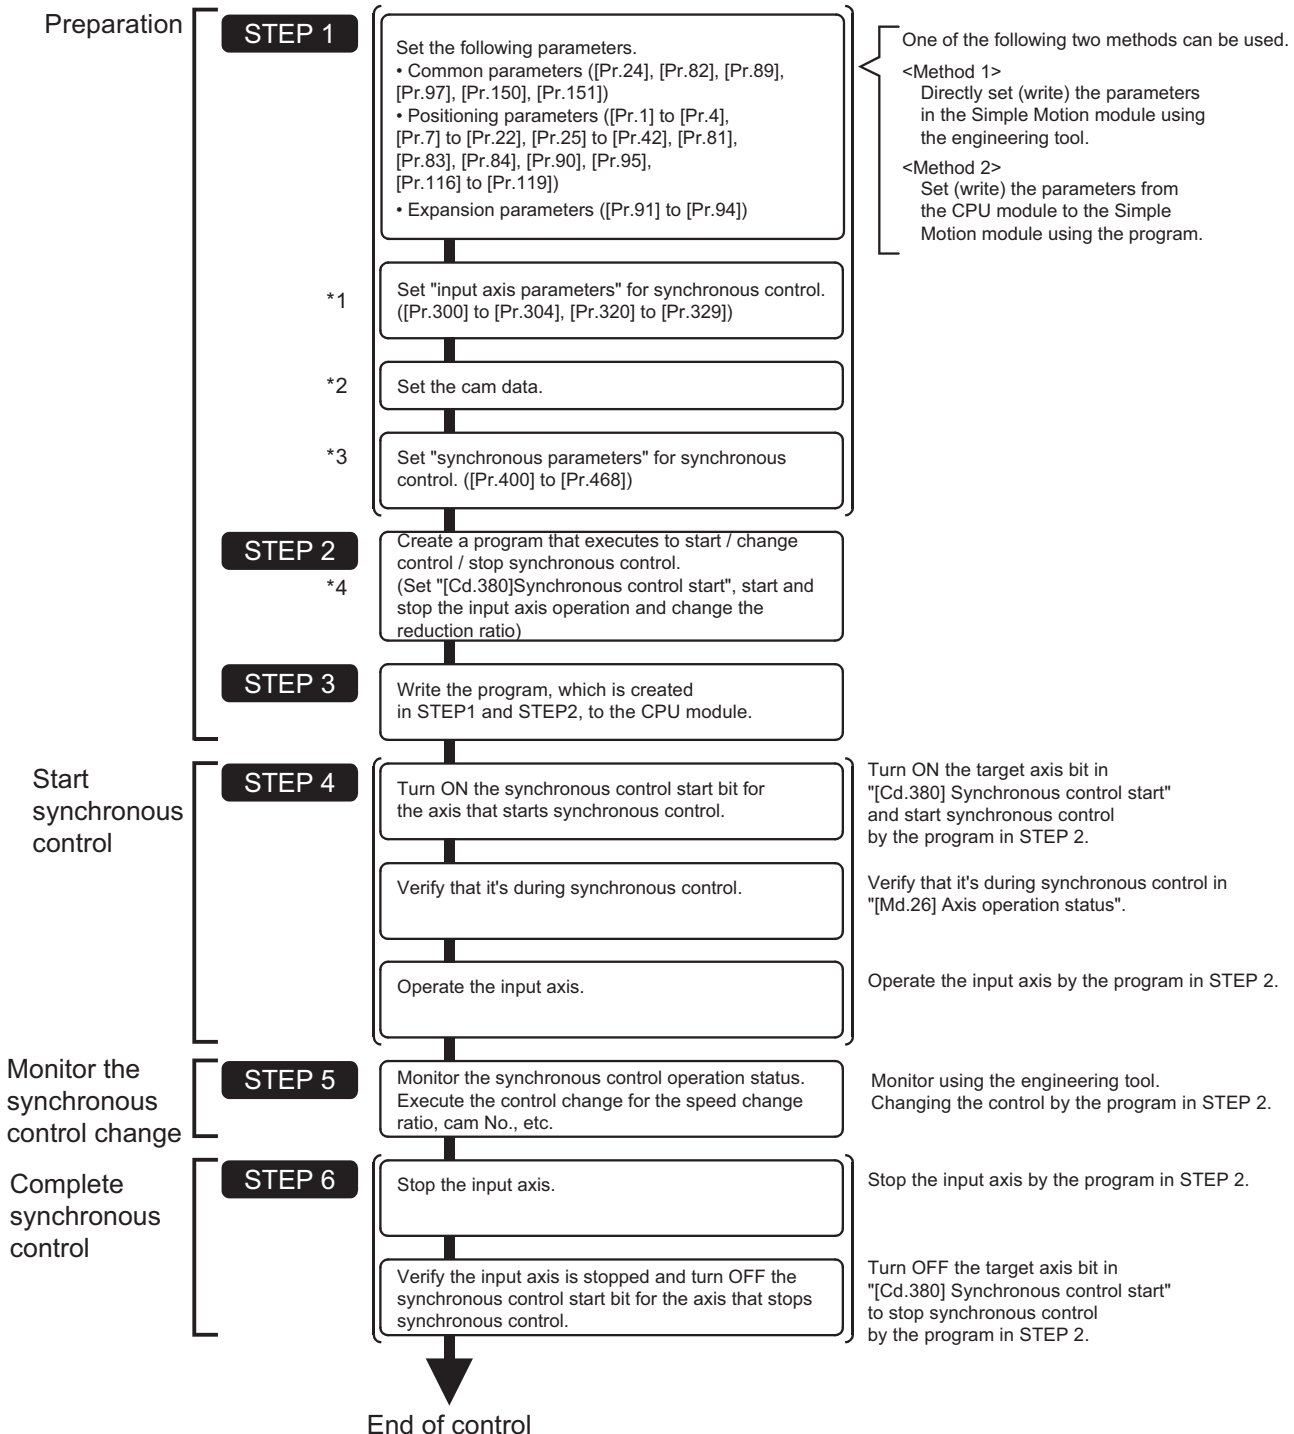 Preparation
STEP 1
Set the following parameters.
• Common parameters ([Pr.24], [Pr.82], [Pr.89],
[Pr.97], [Pr.150], [Pr.151])
• Positioning parameters ([Pr.1] to [Pr.4],
[Pr.7] to [Pr.22], [Pr.25] to [Pr.42], [Pr.81],
[Pr.83], [Pr.84], [Pr.90], [Pr.95],
[Pr.116] to [Pr.119])
• Expansion parameters ([Pr.91] to [Pr.94])
One of the following two methods can be used.
<Method 1>
Directly set (write) the parameters
in the Simple Motion module using
the engineering tool.
<Method 2>
Set (write) the parameters from
the CPU module to the Simple
Motion module using the program.
*1
Set "input axis parameters" for synchronous control.
([Pr.300] to [Pr.304], [Pr.320] to [Pr.329])
*2
Set the cam data.
*3
Set "synchronous parameters" for synchronous
control. ([Pr.400] to [Pr.468])
STEP 2
*4
Create a program that executes to start / change
control / stop synchronous control.
(Set "[Cd.380]Synchronous control start", start and
stop the input axis operation and change the
reduction ratio)
STEP 3
Write the program, which is created
in STEP1 and STEP2, to the CPU module.
Start
synchronous
control
STEP 4
Turn ON the synchronous control start bit for
the axis that starts synchronous control.
Turn ON the target axis bit in
"[Cd.380] Synchronous control start"
and start synchronous control
by the program in STEP 2.
Verify that it's during synchronous control.
Verify that it's during synchronous control in
"[Md.26] Axis operation status".
Operate the input axis.
Operate the input axis by the program in STEP 2.
Monitor the
synchronous
control change
STEP 5
Monitor the synchronous control operation status.
Execute the control change for the speed change
ratio, cam No., etc.
Monitor using the engineering tool.
Changing the control by the program in STEP 2.
Complete
synchronous
control
STEP 6
Stop the input axis.
Stop the input axis by the program in STEP 2.
Verify the input axis is stopped and turn OFF the
synchronous control start bit for the axis that stops
synchronous control.
Turn OFF the target axis bit in
"[Cd.380] Synchronous control start"
to stop synchronous control
by the program in STEP 2.
End of control